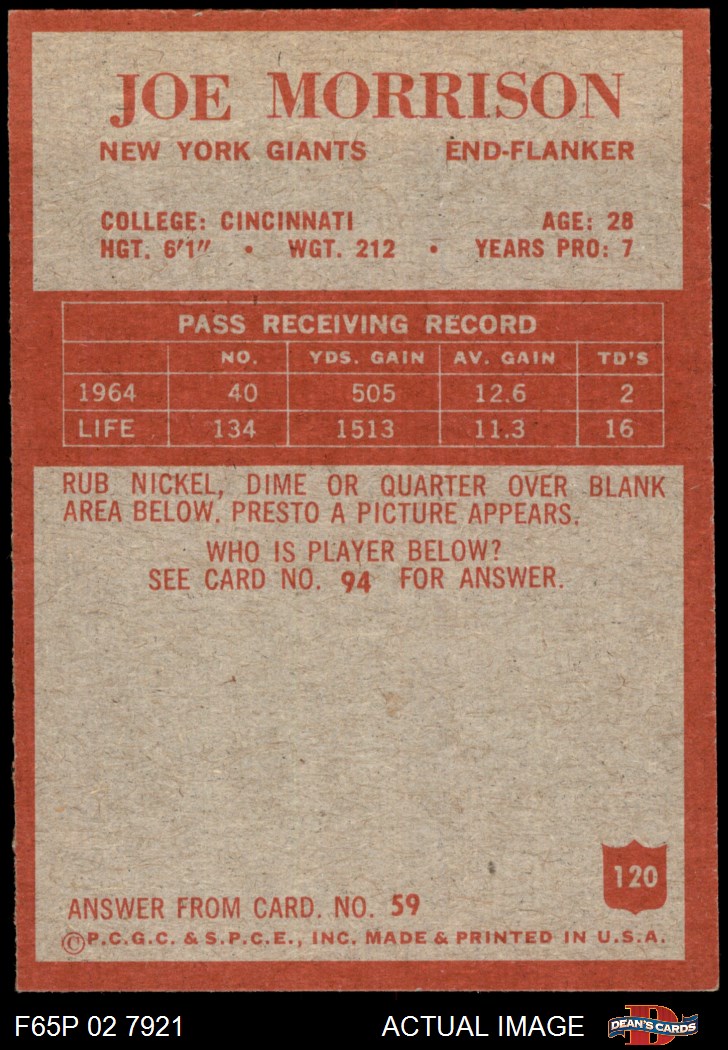 JOE MORRISON
NEW YORK GIANTS END-FLANKER
COLLEGE: CINCINNATI AGE: 28
HGT. 6'1" • WGT. 212 • YEARS PRO: 7
PASS RECEIVING RECORD
NO. YDS. GAIN AV. GAIN TD'S
1964 40 505 12.6 2
LIFE 134 1513 11.3 16
RUB NICKEL, DIME OR QUARTER OVER BLANK
AREA BELOW. PRESTO A PICTURE APPEARS.
WHO IS PLAYER BELOW?
SEE CARD NO. 94 FOR ANSWER.
120
ANSWER FROM CARD. NO. 59
©P.C.G.C. & S.P.C.E., INC. MADE & PRINTED IN U.S.A.
F65P 02 7921 ACTUAL IMAGE DEAN'S CARDS